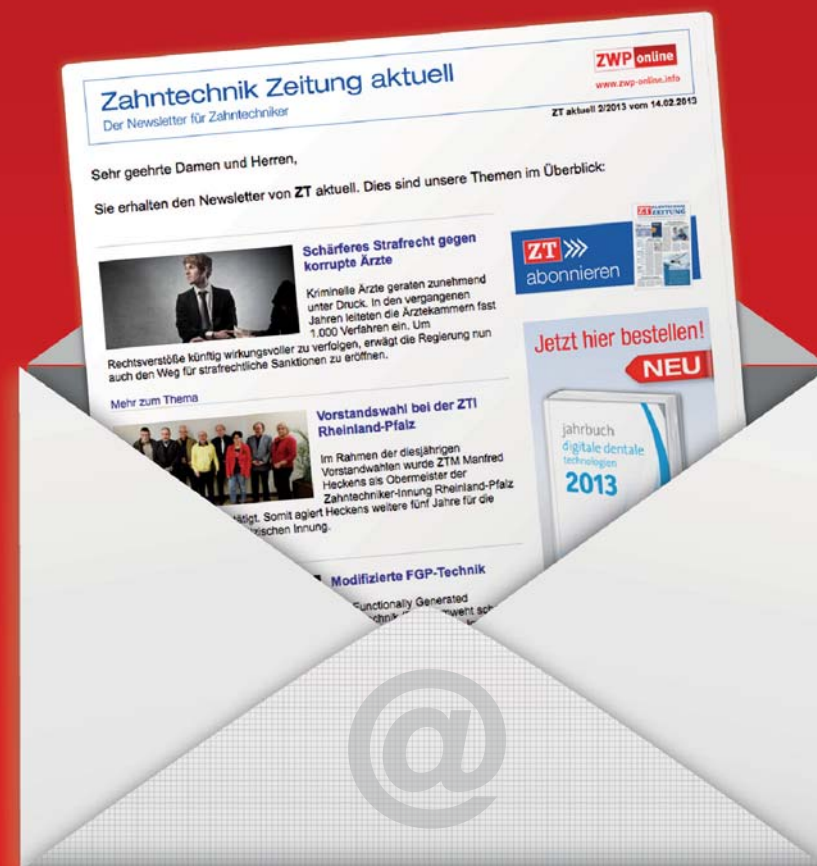 Zahntechnik Zeitung aktuell
Der Newsletter für Zahntechniker
ZWP online
www.zwp-online.info
ZT aktuell 2/2013 vom 14.02.2013
Sehr geehrte Damen und Herren,
Sie erhalten den Newsletter von ZT aktuell. Dies sind unsere Themen im Überblick:
Schärferes Strafrecht gegen
korrupte Ärzte
Kriminelle Ärzte geraten zunehmend
unter Druck. In den vergangenen
Jahren leiteten die Ärztekammern fast
1.000 Verfahren ein. Um
Rechtsverstöße künftig wirkungsvoller zu verfolgen, erwägt die Regierung nun
auch den Weg für strafrechtliche Sanktionen zu eröffnen.
Mehr zum Thema
Vorstandswahl bei der ZTI
Rheinland-Pfalz
Im Rahmen der diesjährigen
Vorstandwahlen wurde ZTM Manfred
Heckens als Obermeister der
Zahntechniker-Innung Rheinland-Pfalz
tätigt. Somit agiert Heckens weitere fünf Jahre für die
zischen Innung.
Modifizierte FGP-Technik
Functionally Generated
ZT
abonnieren
ZT ZAHNTECHNIK
ZEITUNG
Jetzt hier bestellen!
NEU
jahrbuch
digitale dentale
technologien
2013
@